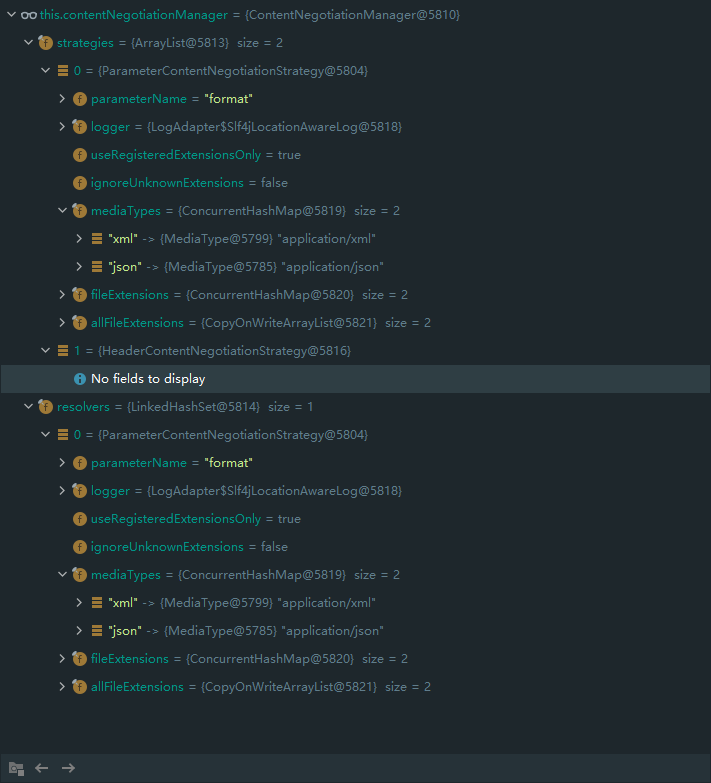 this.contentNegotiationManager = {ContentNegotiationManager@5810}
strategies = {ArrayList@5813} size = 2
0 = {ParameterContentNegotiationStrategy@5804}
parameterName = "format"
logger = {LogAdapter$Slf4jLocationAwareLog@5818}
useRegisteredExtensionsOnly = true
ignoreUnknownExtensions = false
mediaTypes = {ConcurrentHashMap@5819} size = 2
"xml" -> {MediaType@5799} "application/xml"
"json" -> {MediaType@5785} "application/json"
fileExtensions = {ConcurrentHashMap@5820} size = 2
allFileExtensions = {CopyOnWriteArrayList@5821} size = 2
1 = {HeaderContentNegotiationStrategy@5816}
No fields to display
resolvers = {LinkedHashSet@5814} size = 1
0 = {ParameterContentNegotiationStrategy@5804}
parameterName = "format"
logger = {LogAdapter$Slf4jLocationAwareLog@5818}
useRegisteredExtensionsOnly = true
ignoreUnknownExtensions = false
mediaTypes = {ConcurrentHashMap@5819} size = 2
"xml" -> {MediaType@5799} "application/xml"
"json" -> {MediaType@5785} "application/json"
fileExtensions = {ConcurrentHashMap@5820} size = 2
allFileExtensions = {CopyOnWriteArrayList@5821} size = 2